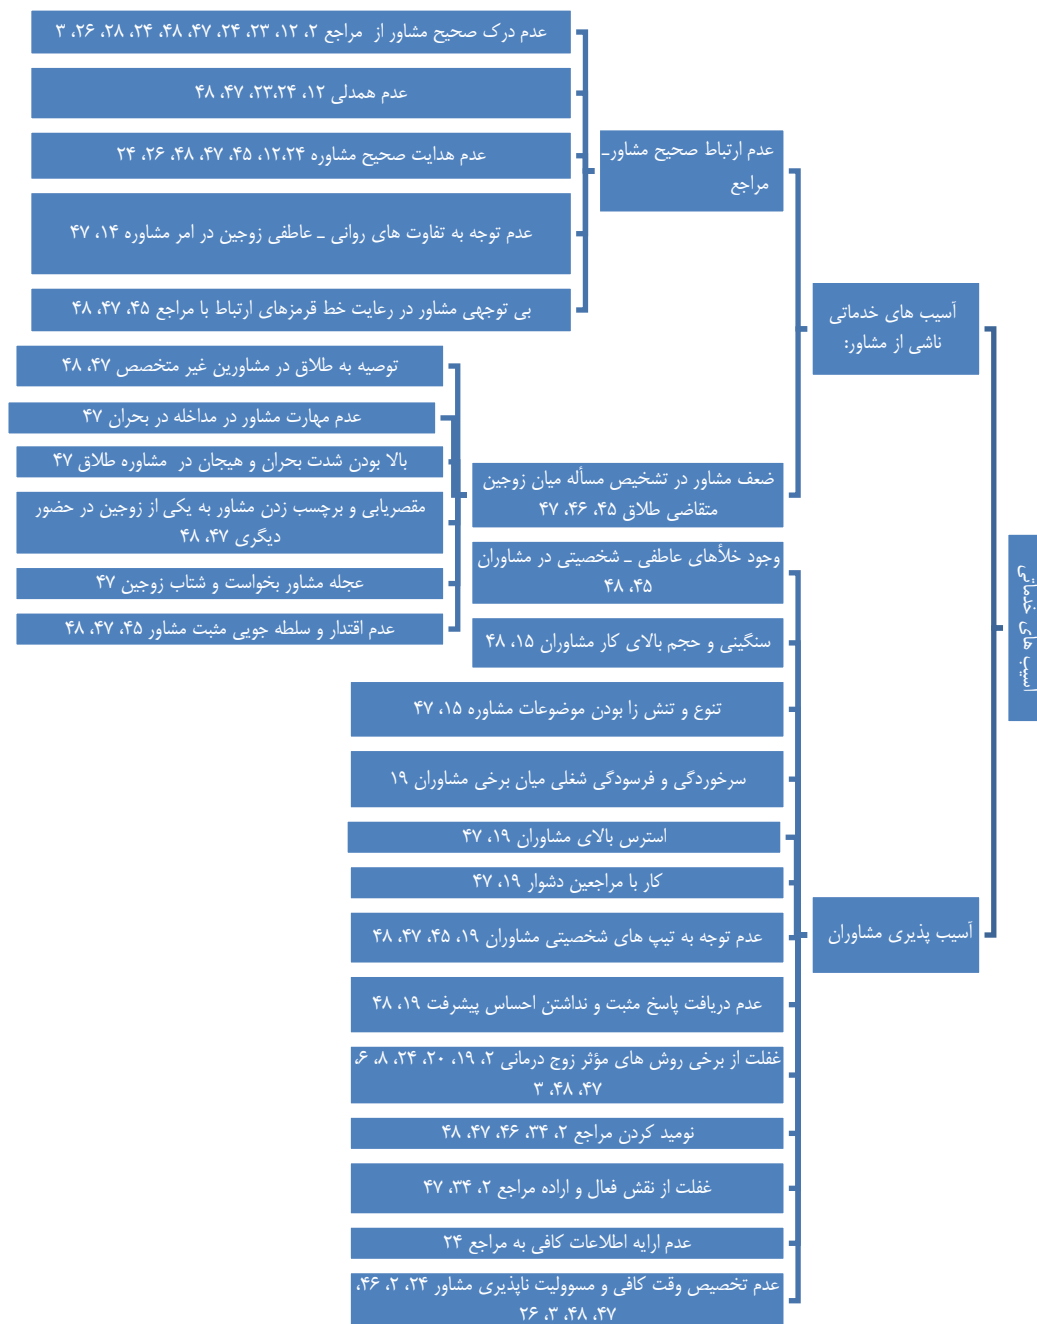 آسیب های خدماتی
آسیب های خدماتی
ناشی از مشاور:
عدم ارتباط صحیح مشاور_
مراجع
عدم درک صحیح مشاور از مراجع ۲، ۱۲، ۲۳، ۲۴، ۴۷، ۴۸، ۲۴، ۲۸، ۲۶، ۳
عدم همدلی ۱۲، ۲۳،۲۴، ۴۷، ۴۸
عدم هدایت صحیح مشاوره ۱۲،۲۴، ۴۵، ۴۷، ۴۸، ۲۶، ۲۴
عدم توجه به تفاوت های روانی _ عاطفی زوجین در امر مشاوره ۱۴، ۴۷
بی توجهی مشاور در رعایت خط قرمزهای ارتباط با مراجع ۴۵، ۴۷، ۴۸
ضعف مشاور در تشخیص مسأله میان زوجین
متقاضی طلاق ۴۵، ۴۶، ۴۷
توصیه به طلاق در مشاورین غیر متخصص ۴۷، ۴۸
عدم مهارت مشاور در مداخله در بحران ۴۷
بالا بودن شدت بحران و هیجان در مشاوره طلاق ۴۷
مقصریابی و برچسب زدن مشاور به یکی از زوجین در حضور
دیگری ۴۷، ۴۸
عجله مشاور بخواست و شتاب زوجین ۴۷
عدم اقتدار و سلطه جویی مثبت مشاور ۴۵، ۴۷، ۴۸
آسیب پذیری مشاوران
وجود خلأهای عاطفی _ شخصیتی در مشاوران
۴۵، ۴۸
سنگینی و حجم بالای کار مشاوران ۱۵، ۴۸
تنوع و تنش زا بودن موضوعات مشاوره ۱۵، ۴۷
سرخوردگی و فرسودگی شغلی میان برخی مشاوران ۱۹
استرس بالای مشاوران ۱۹، ۴۷
کار با مراجعین دشوار ۱۹، ۴۷
عدم توجه به تیپ های شخصیتی مشاوران ۱۹، ۴۵، ۴۷، ۴۸
عدم دریافت پاسخ مثبت و نداشتن احساس پیشرفت ۱۹، ۴۸
غفلت از برخی روش های مؤثر زوج درمانی ۲، ۱۹، ۲۰، ۲۴، ۸، ۶،
۴۷، ۴۸، ۳
نومید کردن مراجع ۲، ۳۴، ۴۶، ۴۷، ۴۸
غفلت از نقش فعال و اراده مراجع ۲، ۳۴، ۴۷
عدم ارایه اطلاعات کافی به مراجع ۲۴
عدم تخصیص وقت کافی و مسوولیت ناپذیری مشاور ۲۴، ۲، ۴۶،
۴۷، ۴۸، ۳، ۲۶